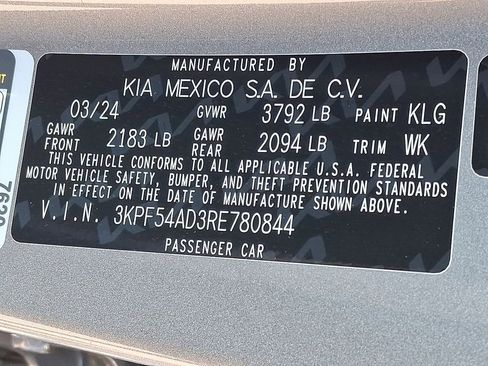 MANUFACTURED BY
KIA MEXICO S.A. DE C.V.
03/24 GVWR 3792 LB PAINT KLG
GAWR FRONT 2183 LB GAWR REAR 2094 LB TRIM WK
THIS VEHICLE CONFORMS TO ALL APPLICABLE U.S.A. FEDERAL
MOTOR VEHICLE SAFETY, BUMPER, AND THEFT PREVENTION STANDARDS
IN EFFECT ON THE DATE OF MANUFACTURE SHOWN ABOVE.
V.I.N. 3KPF54AD3RE780844
PASSENGER CAR